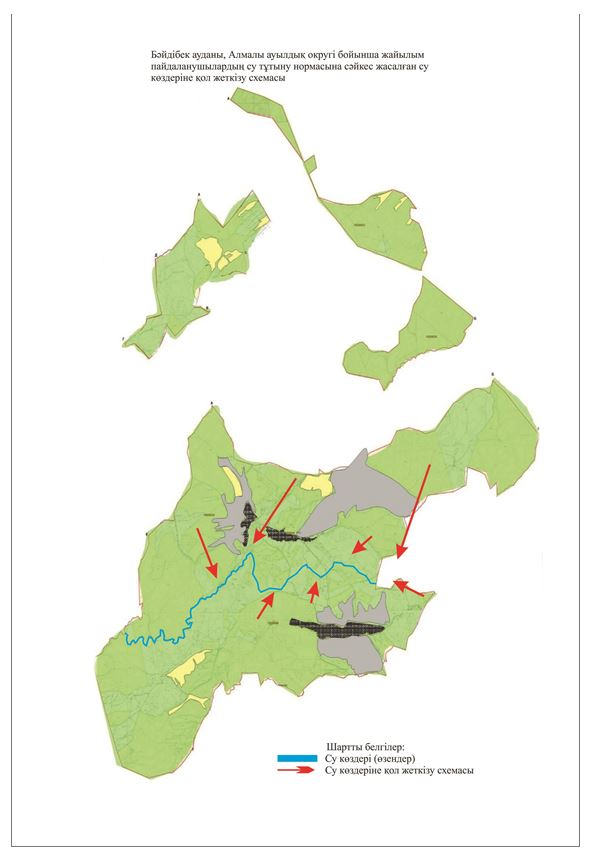 Бәйдібек ауданы, Алмалы ауылдық округі бойынша жайылым
пайдаланушылардың су тұтыну нормасына сәйкес жасалған су
көздеріне қол жеткізу схемасы
Шартты белгілер:
Су көздері (өзендер)
Су көздеріне қол жеткізу схемасы